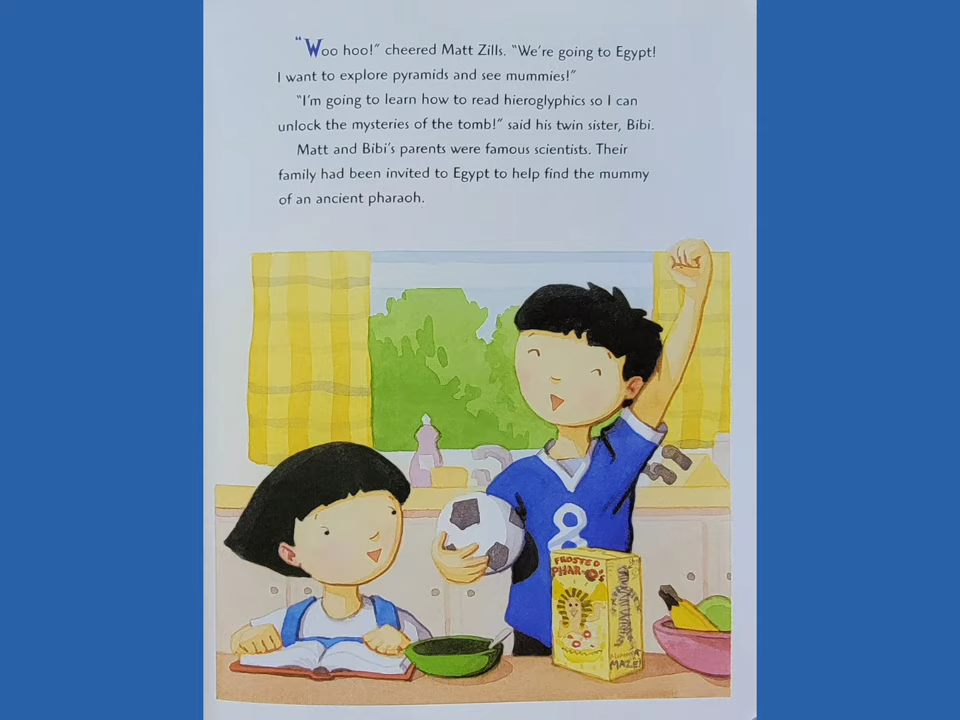 “Woo hoo!” cheered Matt Zills. “We’re going to Egypt!
I want to explore pyramids and see mummies!”
“I’m going to learn how to read hieroglyphics so I can
unlock the mysteries of the tomb!” said his twin sister, Bibi.
Matt and Bibi’s parents were famous scientists. Their
family had been invited to Egypt to help find the mummy
of an ancient pharaoh.
8
FROSTED
PHAR-O's
A
MAZE!